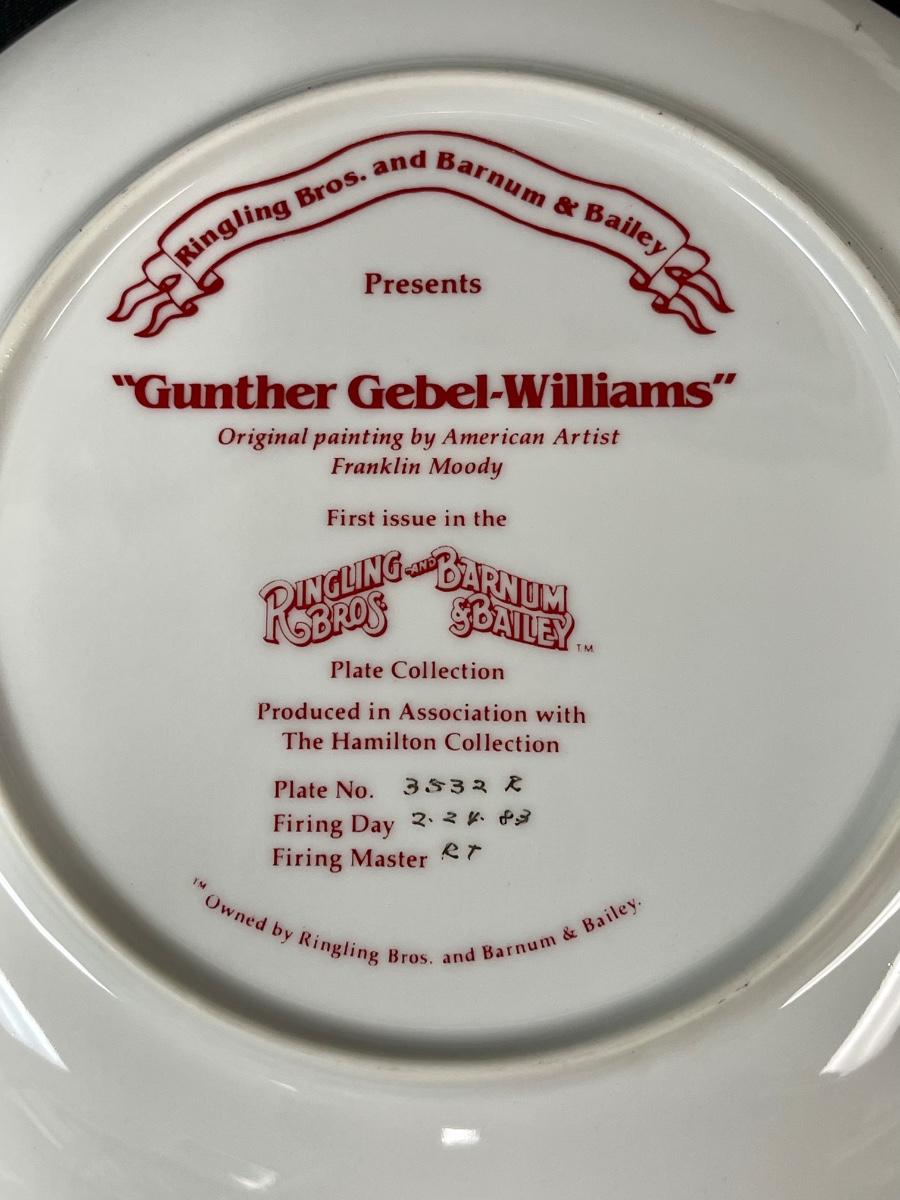 Ringling Bros. and Barnum & Bailey
Presents
"Gunther Gebel-Williams"
Original painting by American Artist
Franklin Moody
First issue in the
RINGLING BROS. AND BARNUM & BAILEY T.M.
Plate Collection
Produced in Association with
The Hamilton Collection
Plate No. 3532 R
Firing Day 2.24.83
Firing Master RT
™ Owned by Ringling Bros. and Barnum & Bailey.